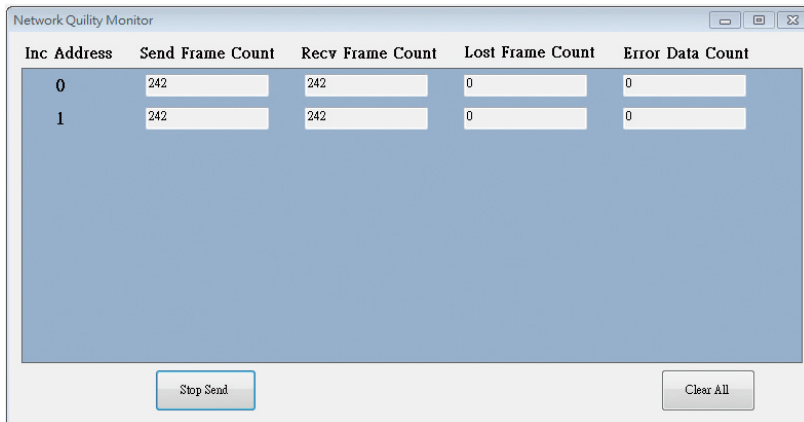 Network Quility Monitor
Inc Address Send Frame Count Recv Frame Count Lost Frame Count Error Data Count
0 242 242 0 0
1 242 242 0 0
Stop Send Clear All